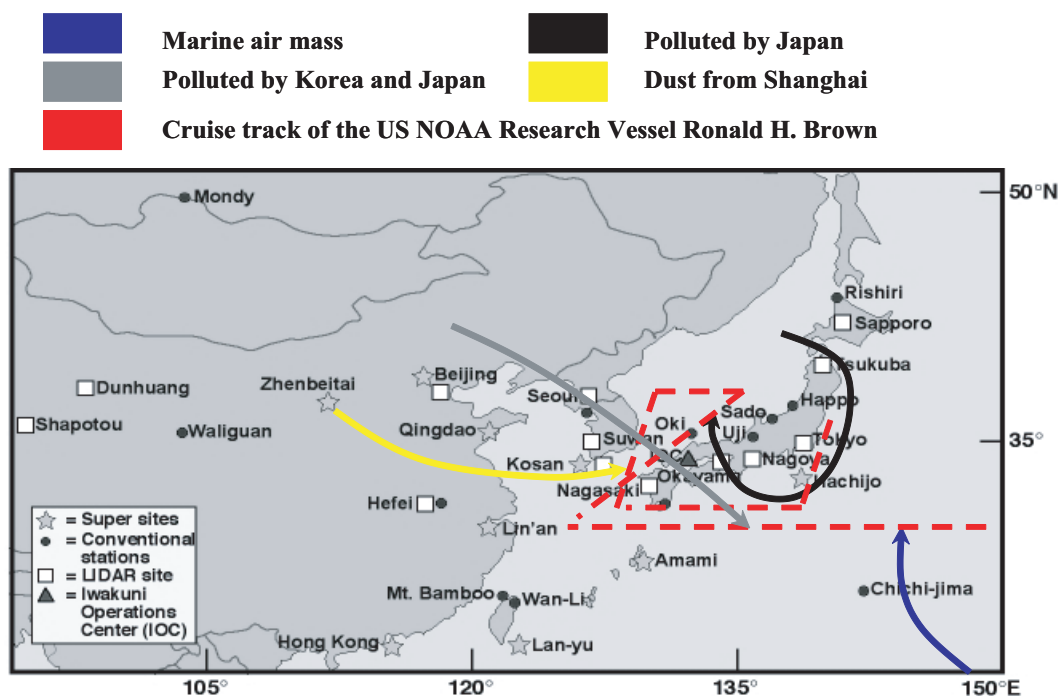 Marine air mass
Polluted by Japan
Polluted by Korea and Japan
Dust from Shanghai
Cruise track of the US NOAA Research Vessel Ronald H. Brown
Mondy
50°N
Rishiri
Sapporo
Tsukuba
Dunhuang
Zhenbeitai
Beijing
Seoul
Happo
Sado
Shapotou
Waliguan
Qingdao
Oki
Uji
Suwan
Tokyo
35°
IOC
Nagoya
Kosan
Okayama
Hachijo
Nagasaki
Hefei
Lin'an
= Super sites
= Conventional
stations
= LIDAR site
= Iwakuni
Operations
Center (IOC)
Amami
Mt. Bamboo
Wan-Li
Chichi-jima
Hong Kong
Lan-yu
105°
120°
135°
150°E